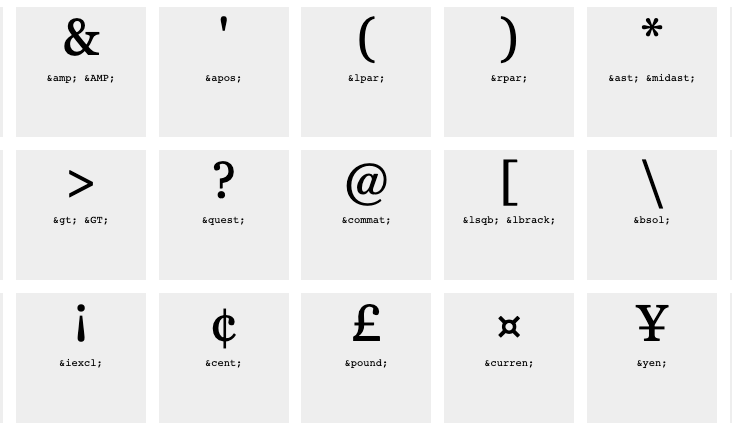 & ' ( ) *
&amp; &AMP; &apos; &lpar; &rpar; &ast; &midast;
> ? @ [ \
&gt; &GT; &quest; &commat; &lsqb; &lbrack; &bsol;
¡ ¢ £ ¤ ¥
&iexcl; &cent; &pound; &curren; &yen;